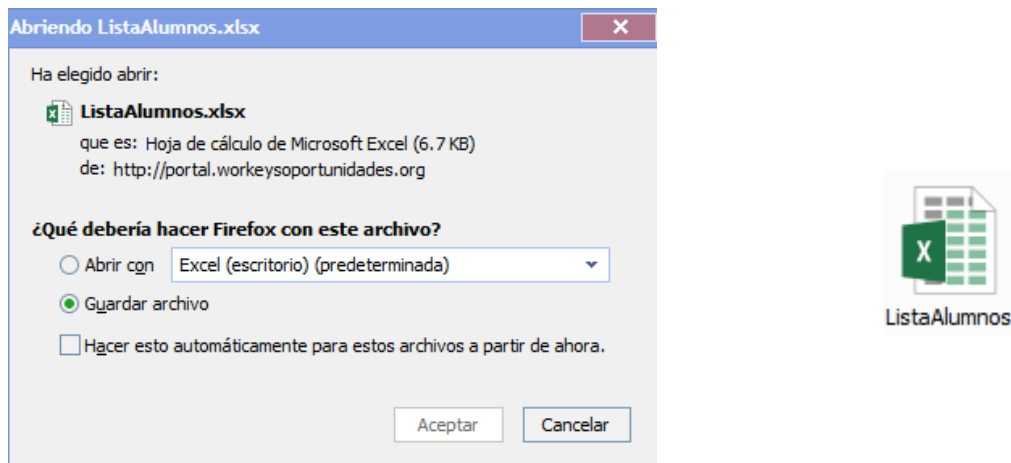 Abriendo ListaAlumnos.xlsx
Ha elegido abrir:
ListaAlumnos.xlsx
que es: Hoja de cálculo de Microsoft Excel (6.7 KB)
de: http://portal.workeysoportunidades.org
¿Qué debería hacer Firefox con este archivo?
Abrir con Excel (escritorio) (predeterminada)
Guardar archivo
Hacer esto automáticamente para estos archivos a partir de ahora.
Aceptar Cancelar
X
ListaAlumnos